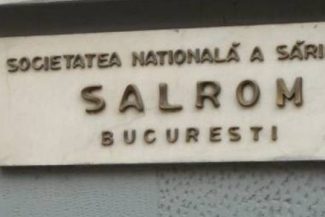 SOCIETATEA NATIONALĂ A SĂRI
SALROM
BUCURESTI